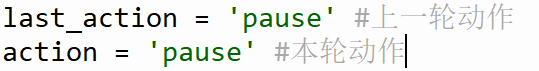 last_action = 'pause' #上一轮动作
action = 'pause' #本轮动作